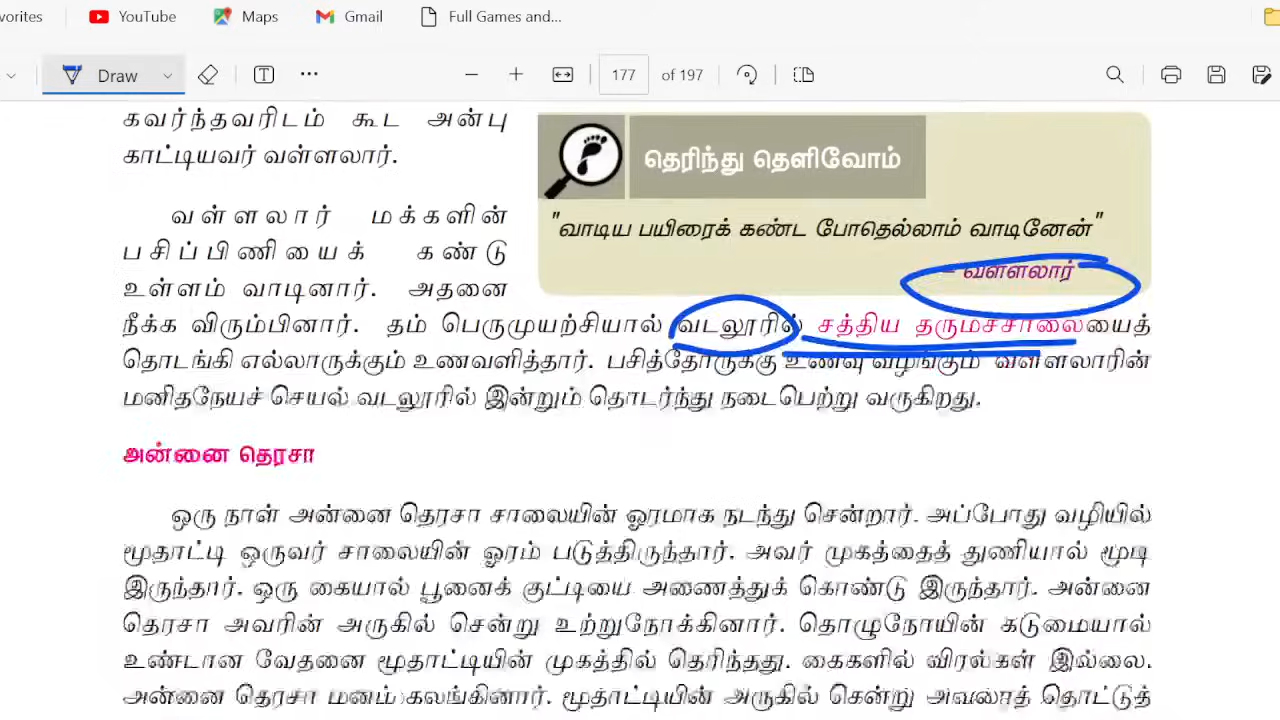 vorites YouTube Maps Gmail Full Games and...
Draw 177 of 197
கவர்ந்தவரிடம் கூட அன்பு
காட்டியவர் வள்ளலார்.
தெரிந்து தெளிவோம்
"வாடிய பயிரைக் கண்ட போதெல்லாம் வாடினேன்"
– வள்ளலார்
வள்ளலார் மக்களின்
பசிப்பிணியைக் கண்டு
உள்ளம் வாடினார். அதனை
நீக்க விரும்பினார். தம் பெருமுயற்சியால் வடலூரில் சத்திய தருமச்சாலையைத்
தொடங்கி எல்லாருக்கும் உணவளித்தார். பசித்தோருக்கு உணவு வழங்கும் வள்ளலாரின்
மனிதநேயச் செயல் வடலூரில் இன்றும் தொடர்ந்து நடைபெற்று வருகிறது.
அன்னை தெரசா
ஒரு நாள் அன்னை தெரசா சாலையின் ஓரமாக நடந்து சென்றார். அப்போது வழியில்
மூதாட்டி ஒருவர் சாலையின் ஓரம் படுத்திருந்தார். அவர் முகத்தைத் துணியால் மூடி
இருந்தார். ஒரு கையால் பூனைக் குட்டியை அணைத்துக் கொண்டு இருந்தார். அன்னை
தெரசா அவரின் அருகில் சென்று உற்றுநோக்கினார். தொழுநோயின் கடுமையால்
உண்டான வேதனை மூதாட்டியின் முகத்தில் தெரிந்தது. கைகளில் விரல்கள் இல்லை.
அன்னை தெரசா மனம் கலங்கினார். மூதாட்டியின் அருகில் சென்று அவரைத் தொட்டுத்